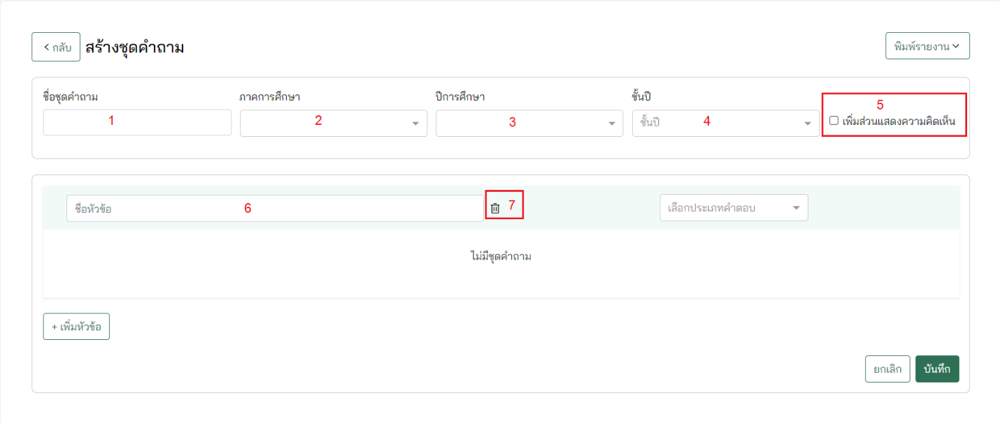 < กลับ สร้างชุดคำถาม พิมพ์รายงาน
ชื่อชุดคำถาม ภาคการศึกษา ปีการศึกษา ชั้นปี 5
1 2 3 ชั้นปี 4 เพิ่มส่วนแสดงความคิดเห็น
ชื่อหัวข้อ 6 7 เลือกประเภทคำตอบ
ไม่มีชุดคำถาม
+ เพิ่มหัวข้อ
ยกเลิก บันทึก